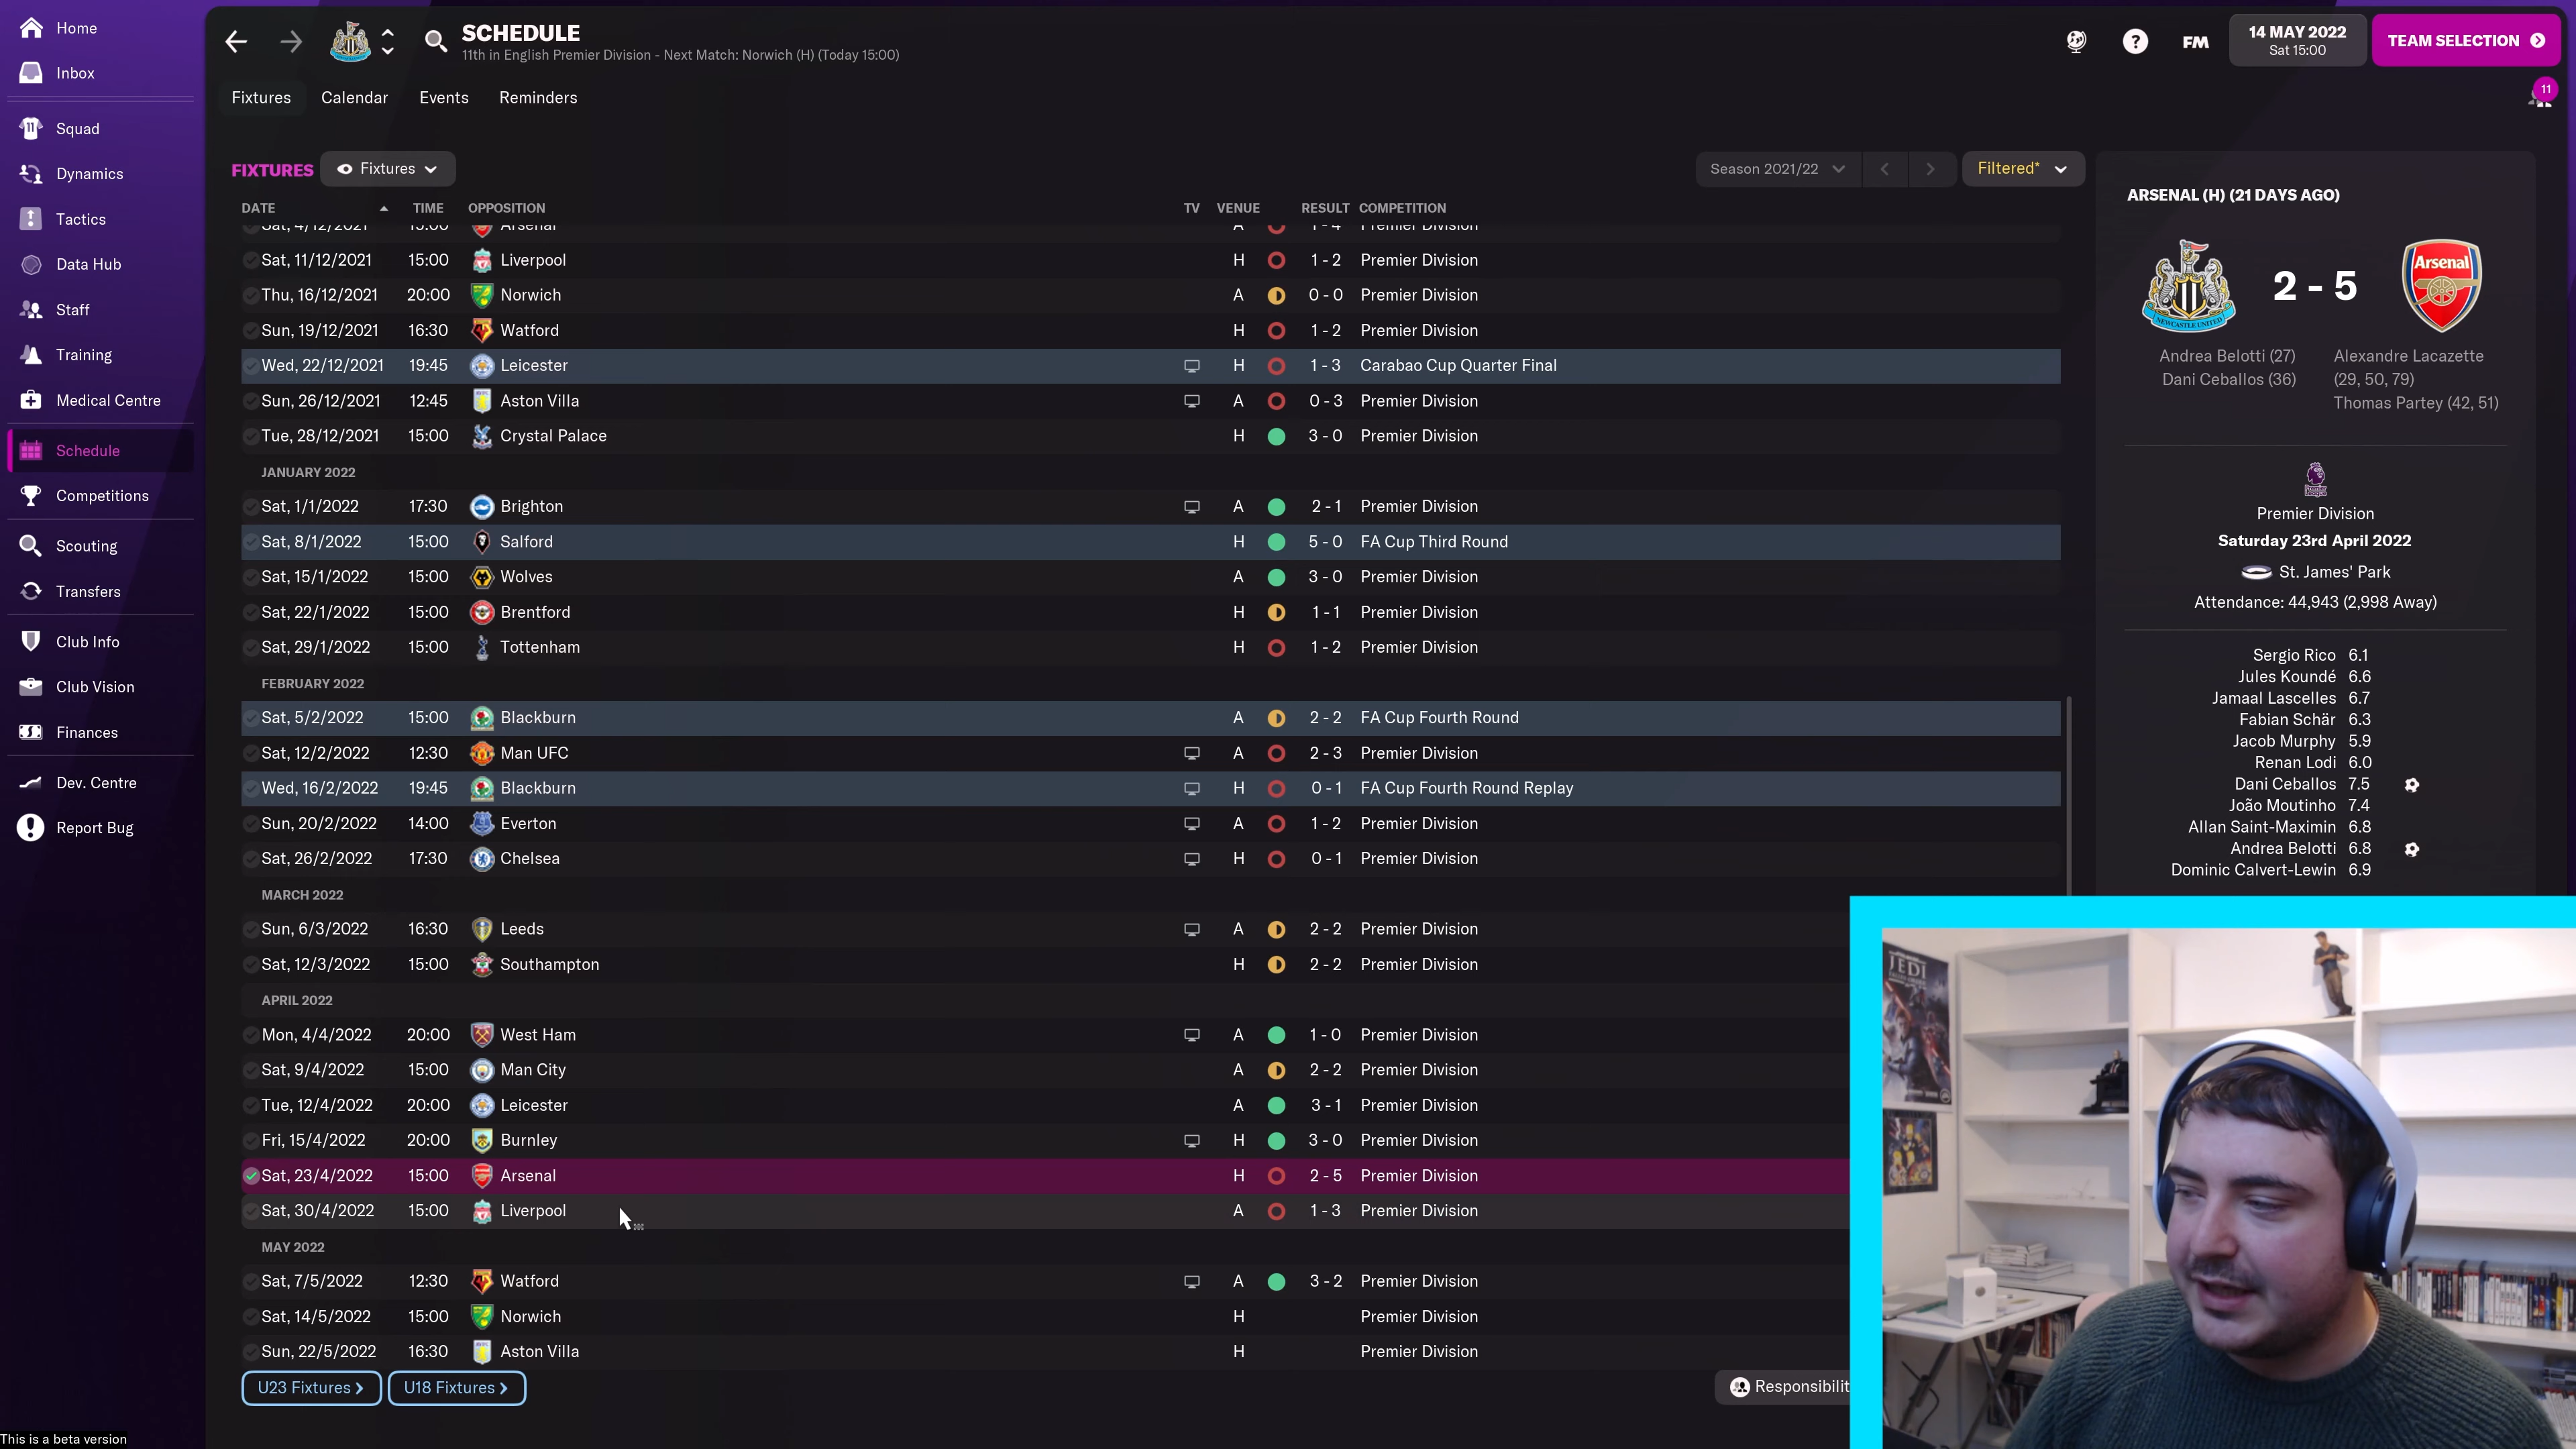 Home
Inbox
Squad
Dynamics
Tactics
Data Hub
Staff
Training
Medical Centre
Schedule
Competitions
Scouting
Transfers
Club Info
Club Vision
Finances
Dev. Centre
Report Bug
This is a beta version
SCHEDULE
11th in English Premier Division - Next Match: Norwich (H) (Today 15:00)
FM
14 MAY 2022
Sat 15:00
TEAM SELECTION
Fixtures Calendar Events Reminders
11
FIXTURES Fixtures Season 2021/22 Filtered*
DATE TIME OPPOSITION TV VENUE RESULT COMPETITION
Sat, 4/12/2021 15:00 Arsenal A 1 - 4 Premier Division
Sat, 11/12/2021 15:00 Liverpool H 1 - 2 Premier Division
Thu, 16/12/2021 20:00 Norwich A 0 - 0 Premier Division
Sun, 19/12/2021 16:30 Watford H 1 - 2 Premier Division
Wed, 22/12/2021 19:45 Leicester H 1 - 3 Carabao Cup Quarter Final
Sun, 26/12/2021 12:45 Aston Villa A 0 - 3 Premier Division
Tue, 28/12/2021 15:00 Crystal Palace H 3 - 0 Premier Division
JANUARY 2022
Sat, 1/1/2022 17:30 Brighton A 2 - 1 Premier Division
Sat, 8/1/2022 15:00 Salford H 5 - 0 FA Cup Third Round
Sat, 15/1/2022 15:00 Wolves A 3 - 0 Premier Division
Sat, 22/1/2022 15:00 Brentford H 1 - 1 Premier Division
Sat, 29/1/2022 15:00 Tottenham H 1 - 2 Premier Division
FEBRUARY 2022
Sat, 5/2/2022 15:00 Blackburn A 2 - 2 FA Cup Fourth Round
Sat, 12/2/2022 12:30 Man UFC A 2 - 3 Premier Division
Wed, 16/2/2022 19:45 Blackburn H 0 - 1 FA Cup Fourth Round Replay
Sun, 20/2/2022 14:00 Everton A 1 - 2 Premier Division
Sat, 26/2/2022 17:30 Chelsea H 0 - 1 Premier Division
MARCH 2022
Sun, 6/3/2022 16:30 Leeds A 2 - 2 Premier Division
Sat, 12/3/2022 15:00 Southampton H 2 - 2 Premier Division
APRIL 2022
Mon, 4/4/2022 20:00 West Ham A 1 - 0 Premier Division
Sat, 9/4/2022 15:00 Man City A 2 - 2 Premier Division
Tue, 12/4/2022 20:00 Leicester A 3 - 1 Premier Division
Fri, 15/4/2022 20:00 Burnley H 3 - 0 Premier Division
Sat, 23/4/2022 15:00 Arsenal H 2 - 5 Premier Division
Sat, 30/4/2022 15:00 Liverpool A 1 - 3 Premier Division
MAY 2022
Sat, 7/5/2022 12:30 Watford A 3 - 2 Premier Division
Sat, 14/5/2022 15:00 Norwich H Premier Division
Sun, 22/5/2022 16:30 Aston Villa H Premier Division
U23 Fixtures U18 Fixtures
Responsibilit
ARSENAL (H) (21 DAYS AGO)
NEWCASTLE UNITED
2 - 5
Arsenal
Andrea Belotti (27)
Dani Ceballos (36)
Alexandre Lacazette
(29, 50, 79)
Thomas Partey (42, 51)
Premier Division
Saturday 23rd April 2022
St. James' Park
Attendance: 44,943 (2,998 Away)
Sergio Rico 6.1
Jules Koundé 6.6
Jamaal Lascelles 6.7
Fabian Schär 6.3
Jacob Murphy 5.9
Renan Lodi 6.0
Dani Ceballos 7.5
João Moutinho 7.4
Allan Saint-Maximin 6.8
Andrea Belotti 6.8
Dominic Calvert-Lewin 6.9
JEDI